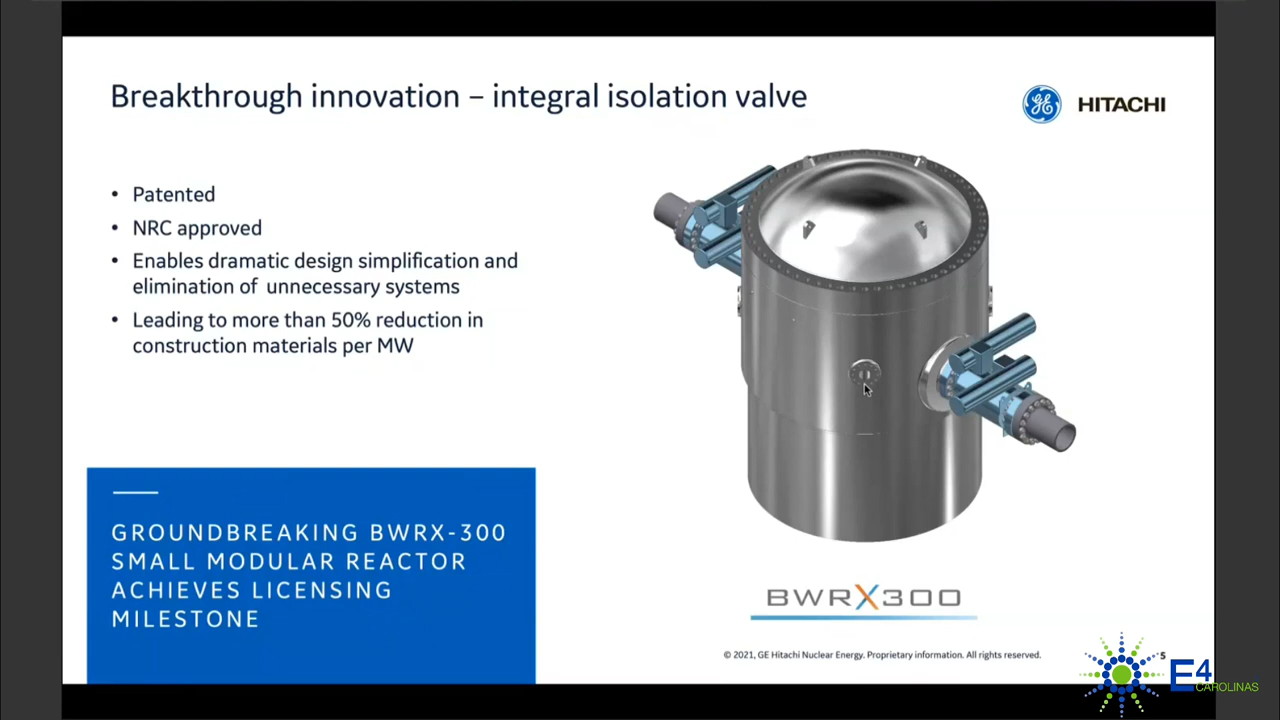 Breakthrough innovation – integral isolation valve
GE HITACHI
• Patented
• NRC approved
• Enables dramatic design simplification and
elimination of unnecessary systems
• Leading to more than 50% reduction in
construction materials per MW
GROUNDBREAKING BWRX-300
SMALL MODULAR REACTOR
ACHIEVES LICENSING
MILESTONE
BWRX300
© 2021, GE Hitachi Nuclear Energy. Proprietary information. All rights reserved.
5
E4
CAROLINAS